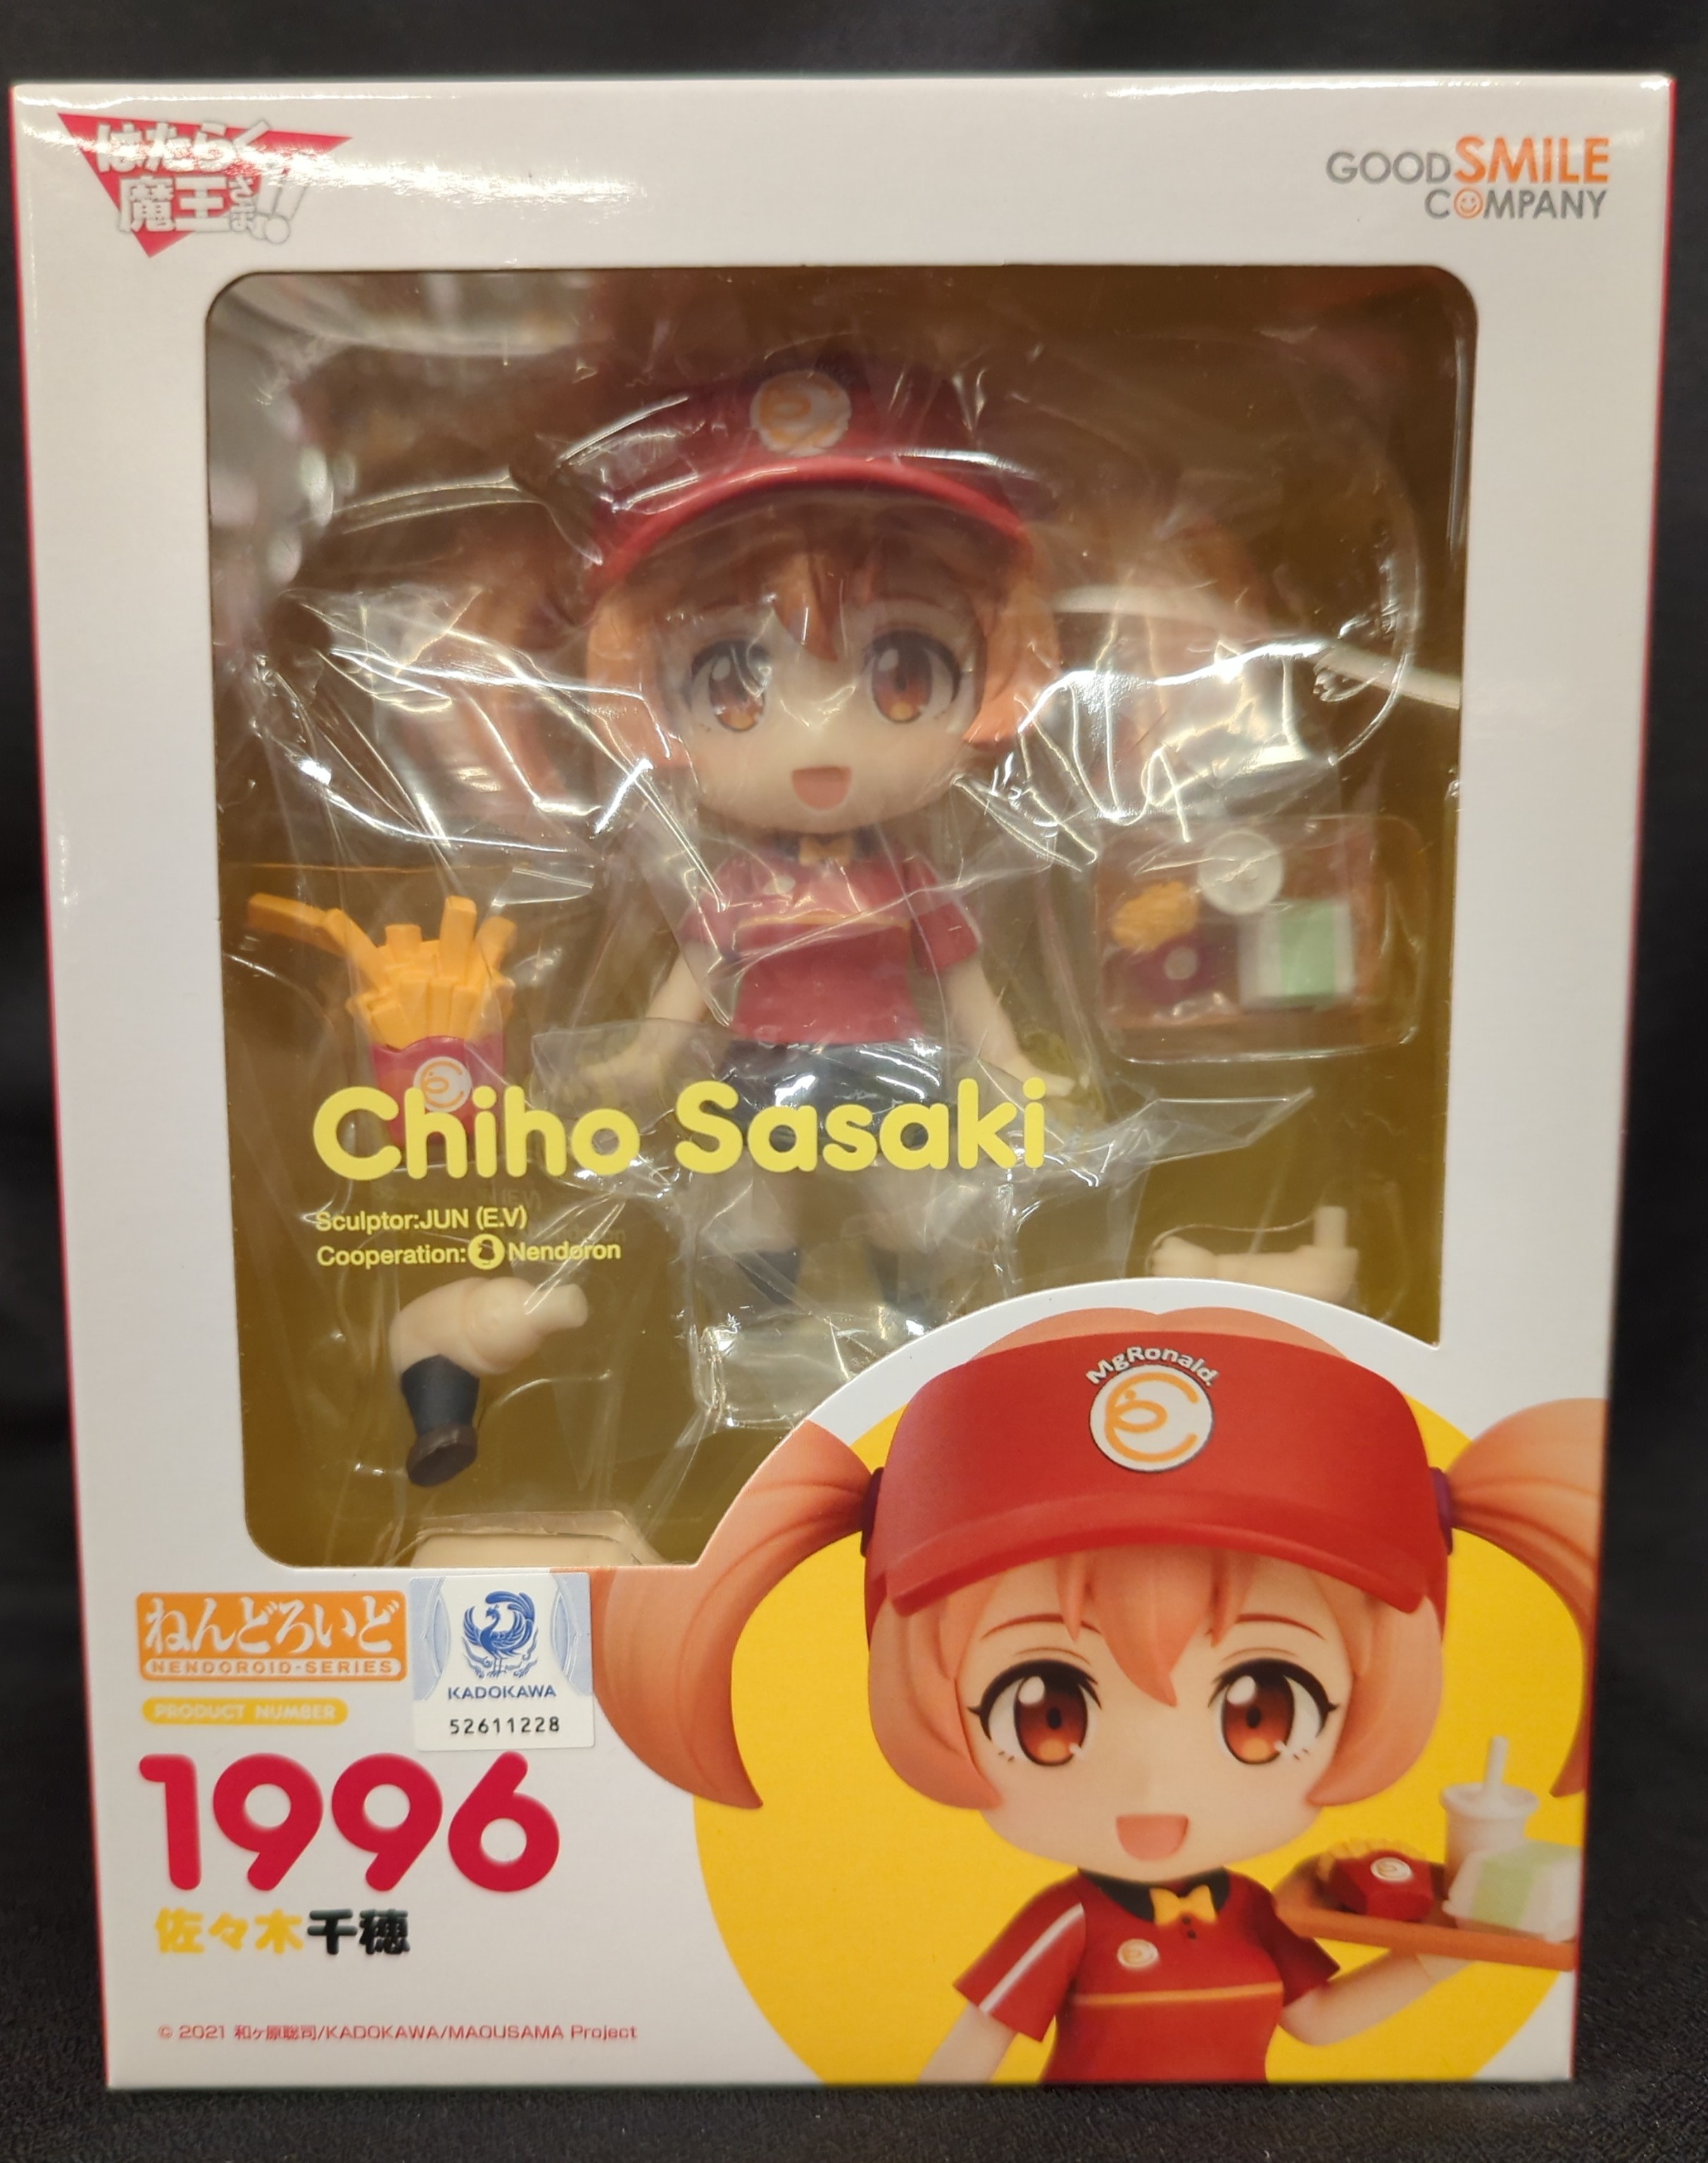 はたらく
魔王さま!!
GOOD SMILE
COMPANY
Chiho Sasaki
Sculptor:JUN (E.V)
Cooperation: Nendoron
MgRonald.
ねんどろいど
NENDOROID・SERIES
KADOKAWA
52611228
PRODUCT NUMBER
1996
佐々木千穂
© 2021 和ヶ原聡司/KADOKAWA/MAOUSAMA Project